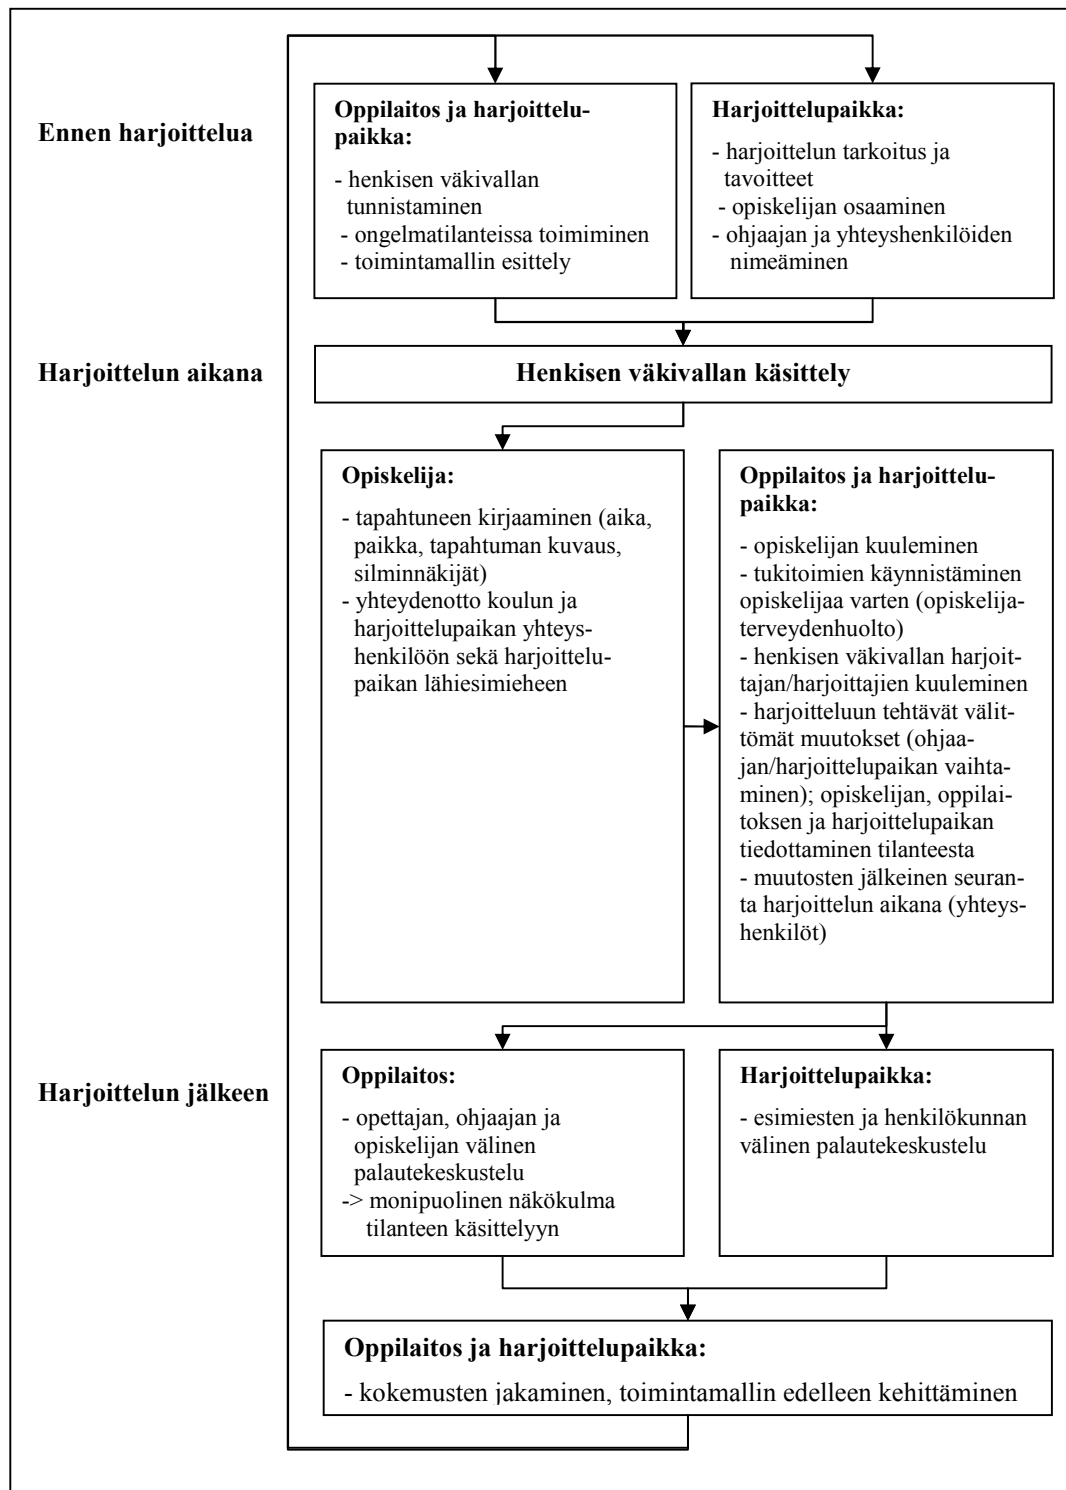 Ennen harjoittelua
Oppilaitos ja harjoittelu-
paikka:
- henkisen väkivallan
tunnistaminen
- ongelmatilanteissa toimiminen
- toimintamallin esittely
Harjoittelupaikka:
- harjoittelun tarkoitus ja
tavoitteet
- opiskelijan osaaminen
- ohjaajan ja yhteyshenkilöiden
nimeäminen
Harjoittelun aikana
Henkisen väkivallan käsittely
Opiskelija:
- tapahtuneen kirjaaminen (aika,
paikka, tapahtuman kuvaus,
silminnäkijät)
- yhteydenotto koulun ja
harjoittelupaikan yhteys-
henkilöön sekä harjoittelu-
paikan lähiesimieheen
Oppilaitos ja harjoittelu-
paikka:
- opiskelijan kuuleminen
- tukitoimien käynnistäminen
opiskelijaa varten (opiskelija-
terveydenhuolto)
- henkisen väkivallan harjoit-
tajan/harjoittajien kuuleminen
- harjoitteluun tehtävät välit-
tömät muutokset (ohjaa-
jan/harjoittelupaikan vaihta-
minen); opiskelijan, oppilai-
toksen ja harjoittelupaikan
tiedottaminen tilanteesta
- muutosten jälkeinen seuran-
ta harjoittelun aikana (yhteys-
henkilöt)
Harjoittelun jälkeen
Oppilaitos:
- opettajan, ohjaajan ja
opiskelijan välinen
palautekeskustelu
-> monipuolinen näkökulma
tilanteen käsittelyyn
Harjoittelupaikka:
- esimiesten ja henkilökunnan
välinen palautekeskustelu
Oppilaitos ja harjoittelupaikka:
- kokemusten jakaminen, toimintamallin edelleen kehittäminen